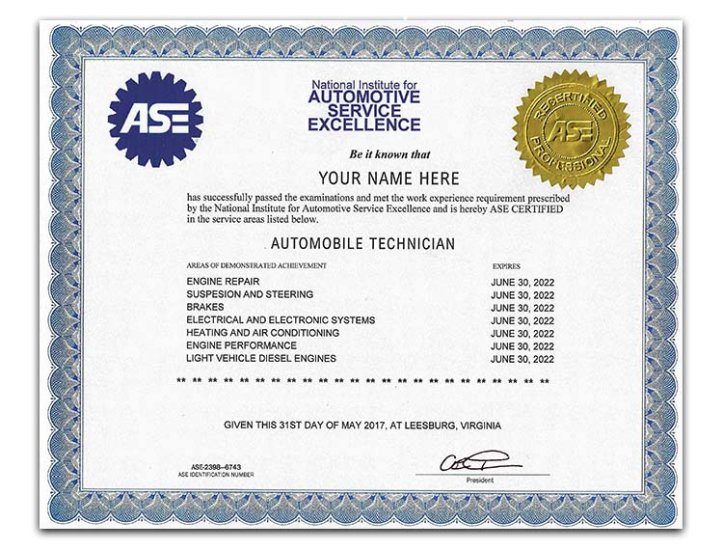 ASE
National Institute for
AUTOMOTIVE
SERVICE
EXCELLENCE
RECERTIFIED
ASE
PROFESSIONAL
Be it known that
YOUR NAME HERE
has successfully passed the examinations and met the work experience requirement prescribed
by the National Institute for Automotive Service Excellence and is hereby ASE CERTIFIED
in the service areas listed below.
AUTOMOBILE TECHNICIAN
AREAS OF DEMONSTRATED ACHIEVEMENT EXPIRES
ENGINE REPAIR JUNE 30, 2022
SUSPESION AND STEERING JUNE 30, 2022
BRAKES JUNE 30, 2022
ELECTRICAL AND ELECTRONIC SYSTEMS JUNE 30, 2022
HEATING AND AIR CONDITIONING JUNE 30, 2022
ENGINE PERFORMANCE JUNE 30, 2022
LIGHT VEHICLE DIESEL ENGINES JUNE 30, 2022
** ** ** ** ** ** ** ** ** ** ** ** ** ** ** ** ** ** ** ** ** ** ** **
GIVEN THIS 31ST DAY OF MAY 2017, AT LEESBURG, VIRGINIA
ASE-2398--6743
ASE IDENTIFICATION NUMBER
President